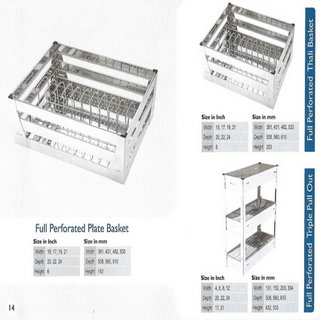 Full Perforated Plate Basket
Size in Inch Size in mm
Width 15, 17, 19, 21 Width 381, 431, 482, 533
Depth 20, 22, 24 Depth 508, 560, 610
Height 6 Height 152
14
Full Perforated Thali Basket
Size in Inch Size in mm
Width 15, 17, 19, 21 Width 381, 431, 482, 533
Depth 20, 22, 24 Depth 508, 560, 610
Height 8 Height 203
Full Perforated Triple Pull Out
Size in Inch Size in mm
Width 4, 6, 8, 12 Width 101, 152, 203, 304
Depth 20, 22, 24 Depth 508, 560, 610
Height 17, 21 Height 432, 533